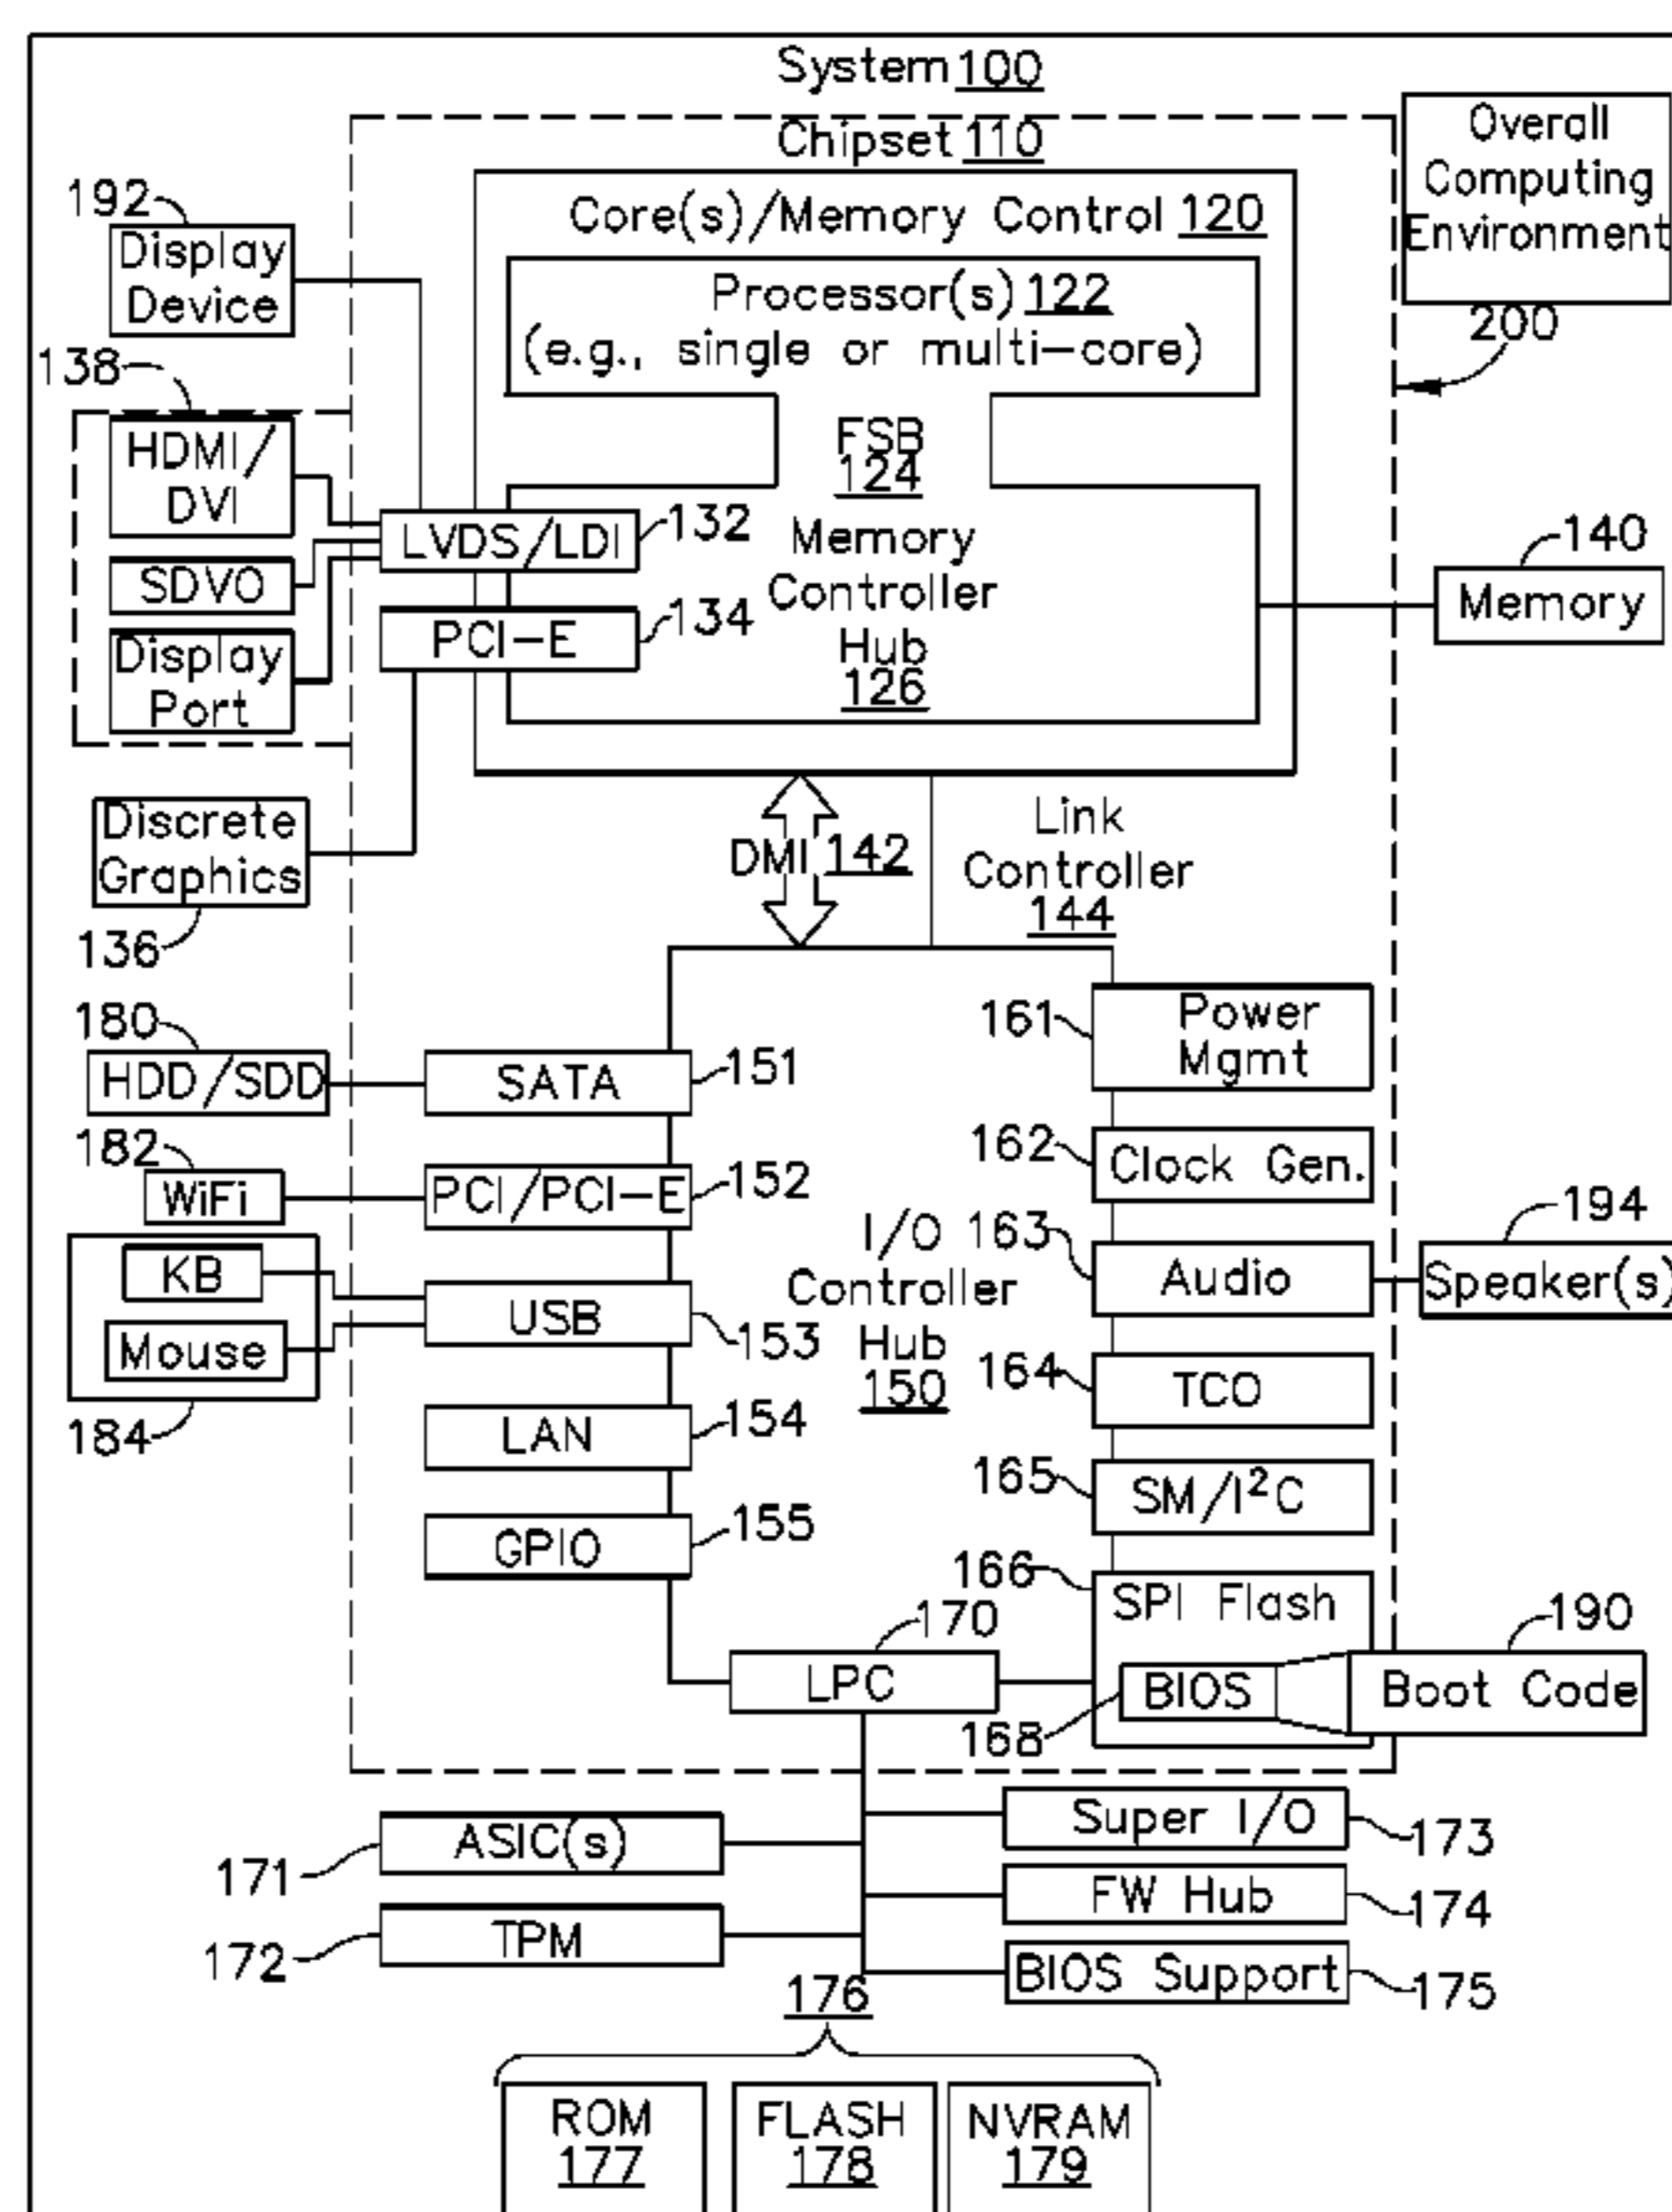 System 100
Chipset 110
Overall
Computing
Environment
200
Core(s)/Memory Control 120
Processor(s) 122
(e.g., single or multi-core)
FSB
124
Memory
Controller
Hub
126
192
Display
Device
138
HDMI/
DVI
SDVO
Display
Port
LVDS/LDI
132
PCI-E
134
140
Memory
Discrete
Graphics
136
DMI 142
Link
Controller
144
180
HDD/SDD
SATA
151
182
WiFi
PCI/PCI-E
152
KB
Mouse
184
USB
153
LAN
154
GPIO
155
I/O
Controller
Hub
150
161
Power
Mgmt
162
Clock Gen.
163
Audio
194
Speaker(s)
164
TCO
165
SM/I²C
166
SPI Flash
168
BIOS
190
Boot Code
170
LPC
171
ASIC(s)
172
TPM
Super I/O
173
FW Hub
174
BIOS Support
175
176
ROM
177
FLASH
178
NVRAM
179